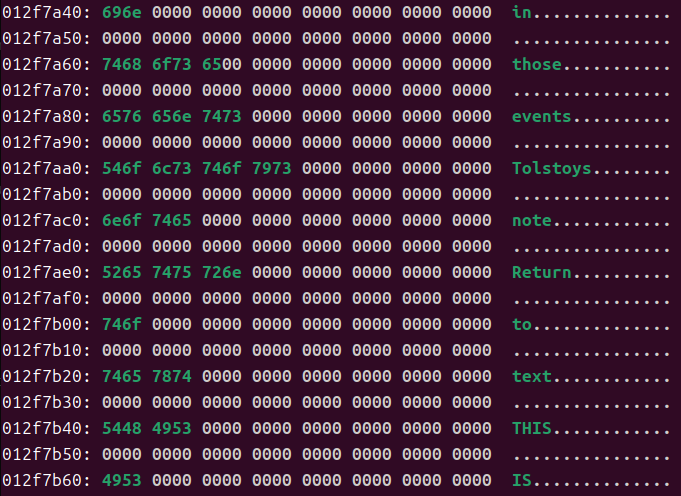 012f7a40: 696e 0000 0000 0000 0000 0000 0000 0000  in..............
012f7a50: 0000 0000 0000 0000 0000 0000 0000 0000  ................
012f7a60: 7468 6f73 6500 0000 0000 0000 0000 0000  those...........
012f7a70: 0000 0000 0000 0000 0000 0000 0000 0000  ................
012f7a80: 6576 656e 7473 0000 0000 0000 0000 0000  events..........
012f7a90: 0000 0000 0000 0000 0000 0000 0000 0000  ................
012f7aa0: 546f 6c73 746f 7973 0000 0000 0000 0000  Tolstoys........
012f7ab0: 0000 0000 0000 0000 0000 0000 0000 0000  ................
012f7ac0: 6e6f 7465 0000 0000 0000 0000 0000 0000  note............
012f7ad0: 0000 0000 0000 0000 0000 0000 0000 0000  ................
012f7ae0: 5265 7475 726e 0000 0000 0000 0000 0000  Return..........
012f7af0: 0000 0000 0000 0000 0000 0000 0000 0000  ................
012f7b00: 746f 0000 0000 0000 0000 0000 0000 0000  to..............
012f7b10: 0000 0000 0000 0000 0000 0000 0000 0000  ................
012f7b20: 7465 7874 0000 0000 0000 0000 0000 0000  text............
012f7b30: 0000 0000 0000 0000 0000 0000 0000 0000  ................
012f7b40: 5448 4953 0000 0000 0000 0000 0000 0000  THIS............
012f7b50: 0000 0000 0000 0000 0000 0000 0000 0000  ................
012f7b60: 4953 0000 0000 0000 0000 0000 0000 0000  IS..............